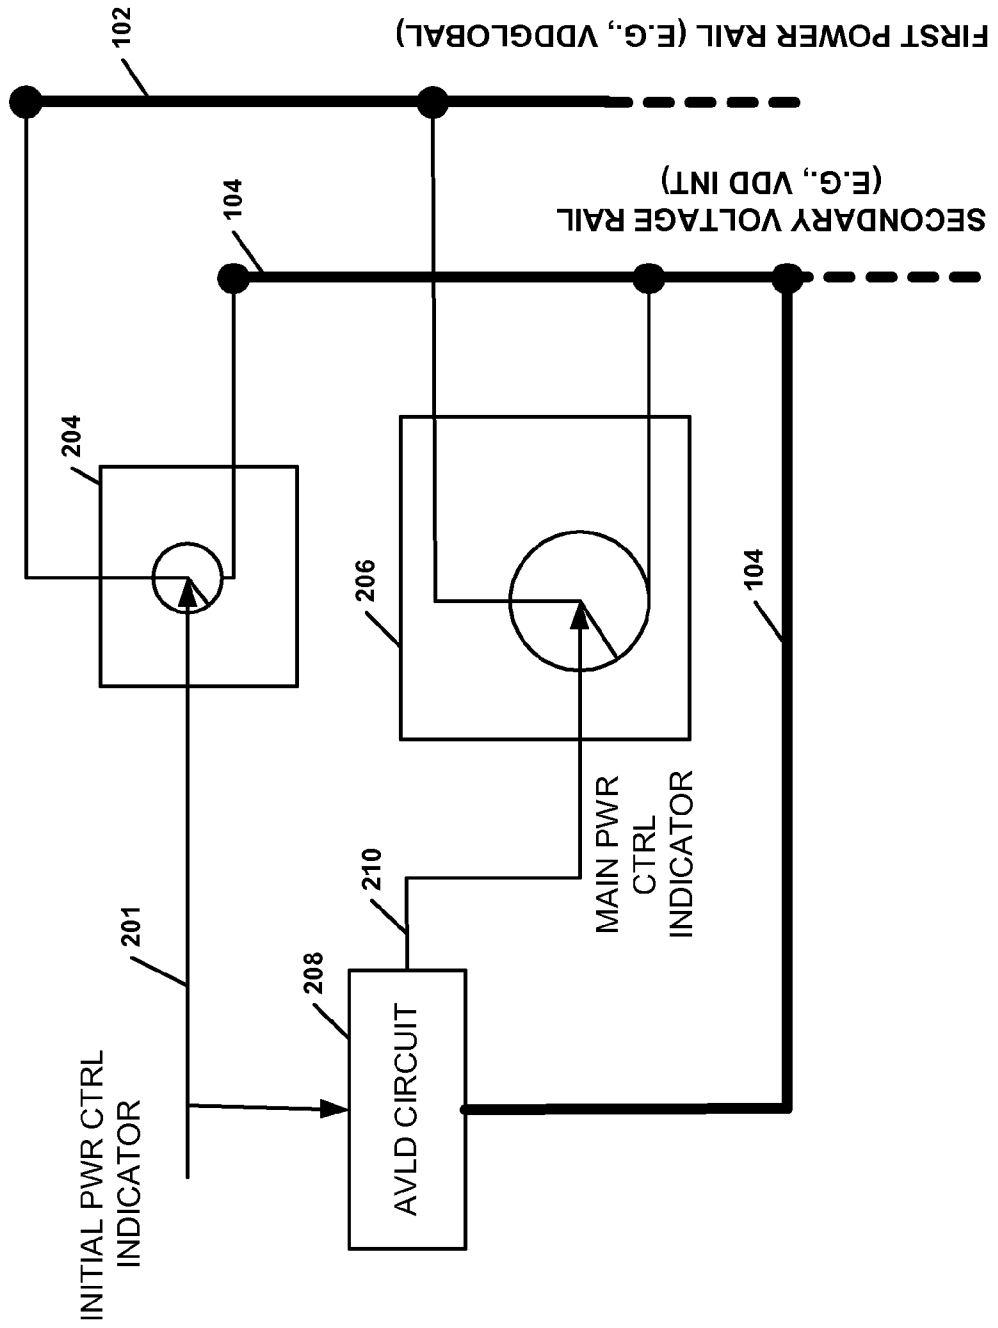 FIRST POWER RAIL (E.G., VDDGLOBAL)
102
SECONDARY VOLTAGE RAIL
(E.G., VDD INT)
104
204
206
104
MAIN PWR
CTRL
INDICATOR
210
201
208
AVLD CIRCUIT
INITIAL PWR CTRL
INDICATOR